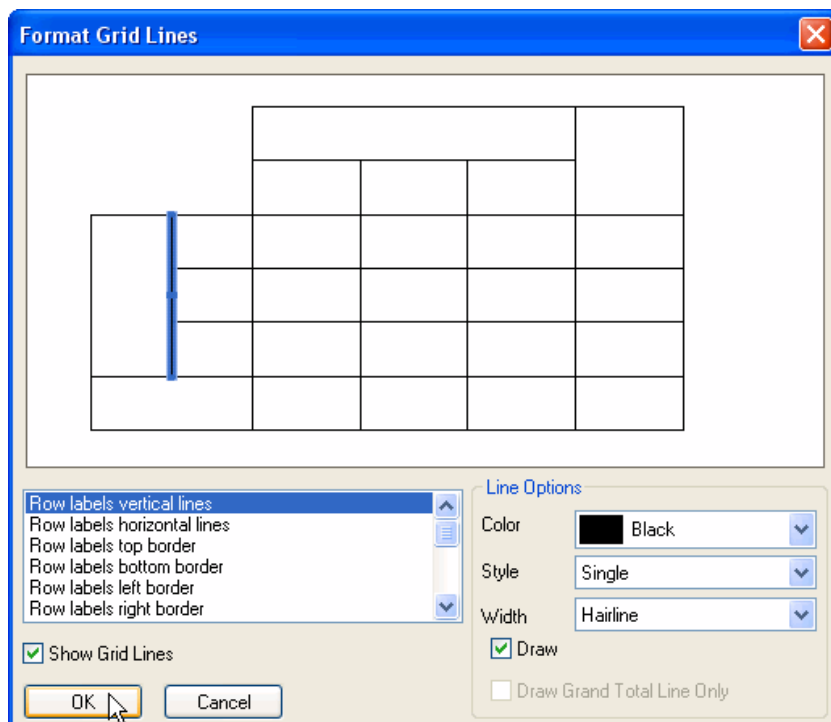 Format Grid Lines
Row labels vertical lines
Row labels horizontal lines
Row labels top border
Row labels bottom border
Row labels left border
Row labels right border
Show Grid Lines
OK
Cancel
Line Options
Color
Black
Style
Single
Width
Hairline
Draw
Draw Grand Total Line Only